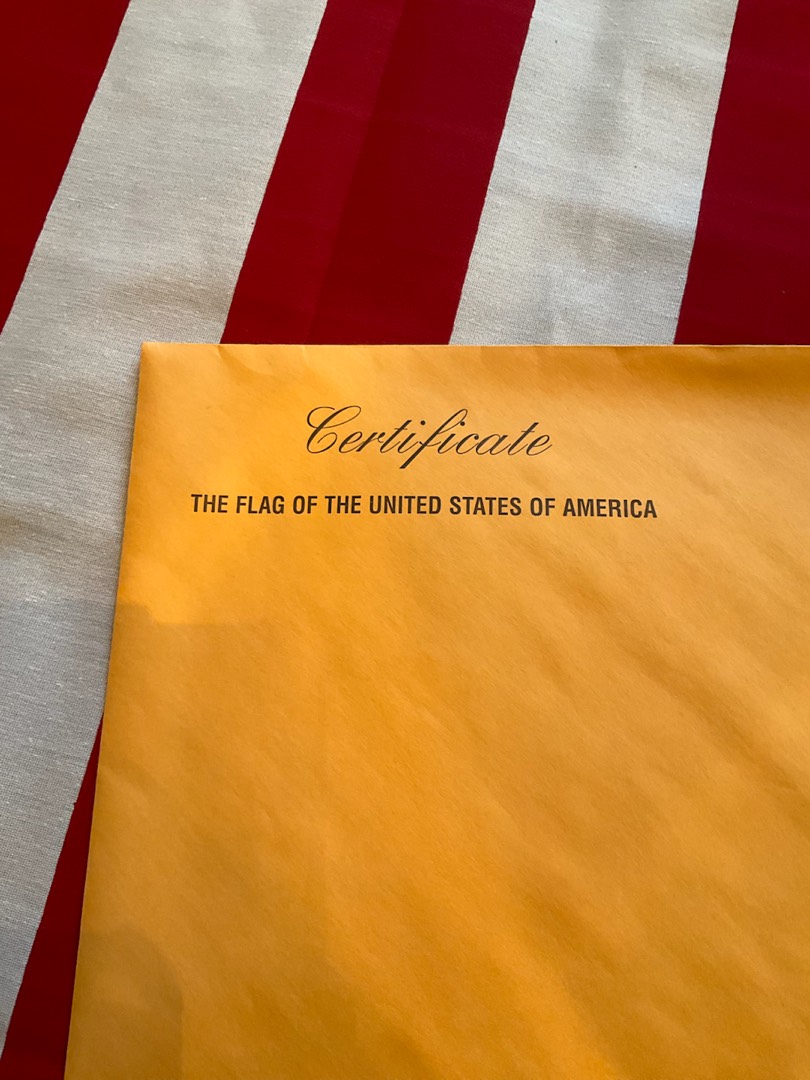 Certificate
THE FLAG OF THE UNITED STATES OF AMERICA